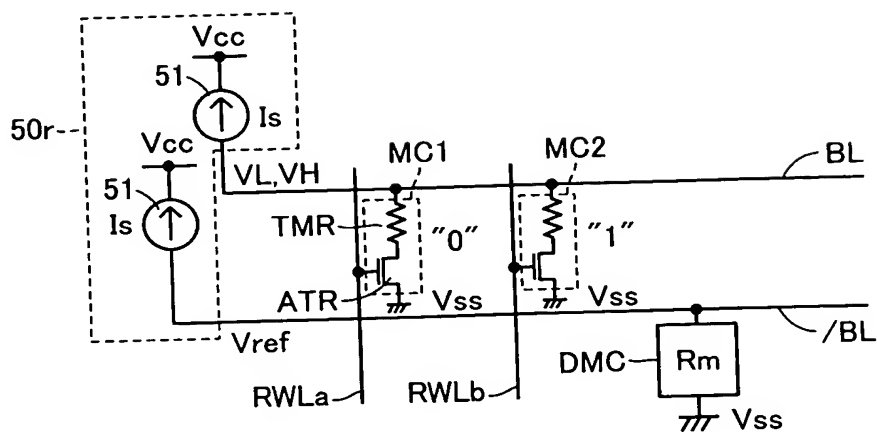 Vcc
51
Is
50r
Vcc
51
Is
VL,VH
MC1
MC2
BL
TMR
"0"
"1"
ATR
Vss
Vss
Vref
/BL
RWLa
RWLb
DMC
Rm
Vss